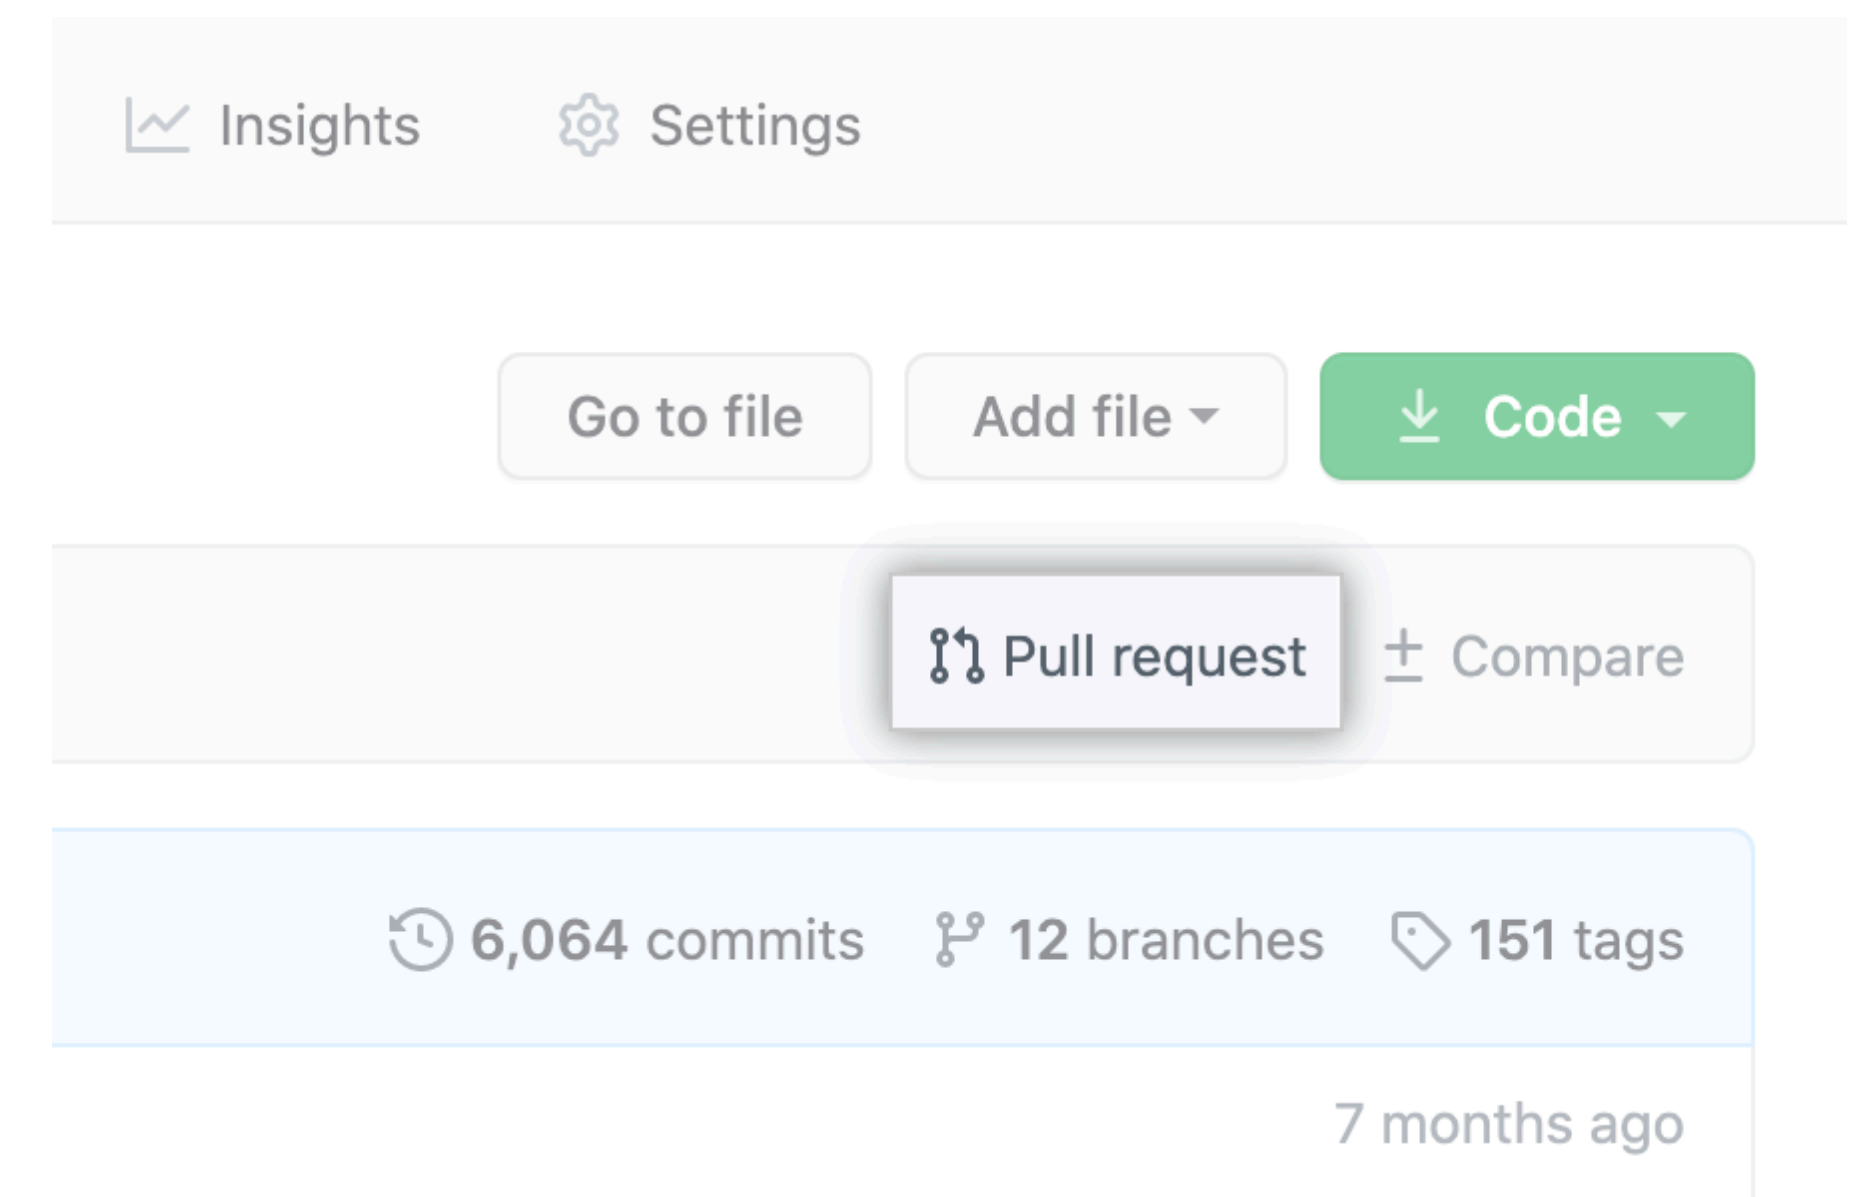 Insights Settings
Go to file Add file Code
Pull request Compare
6,064 commits 12 branches 151 tags
7 months ago